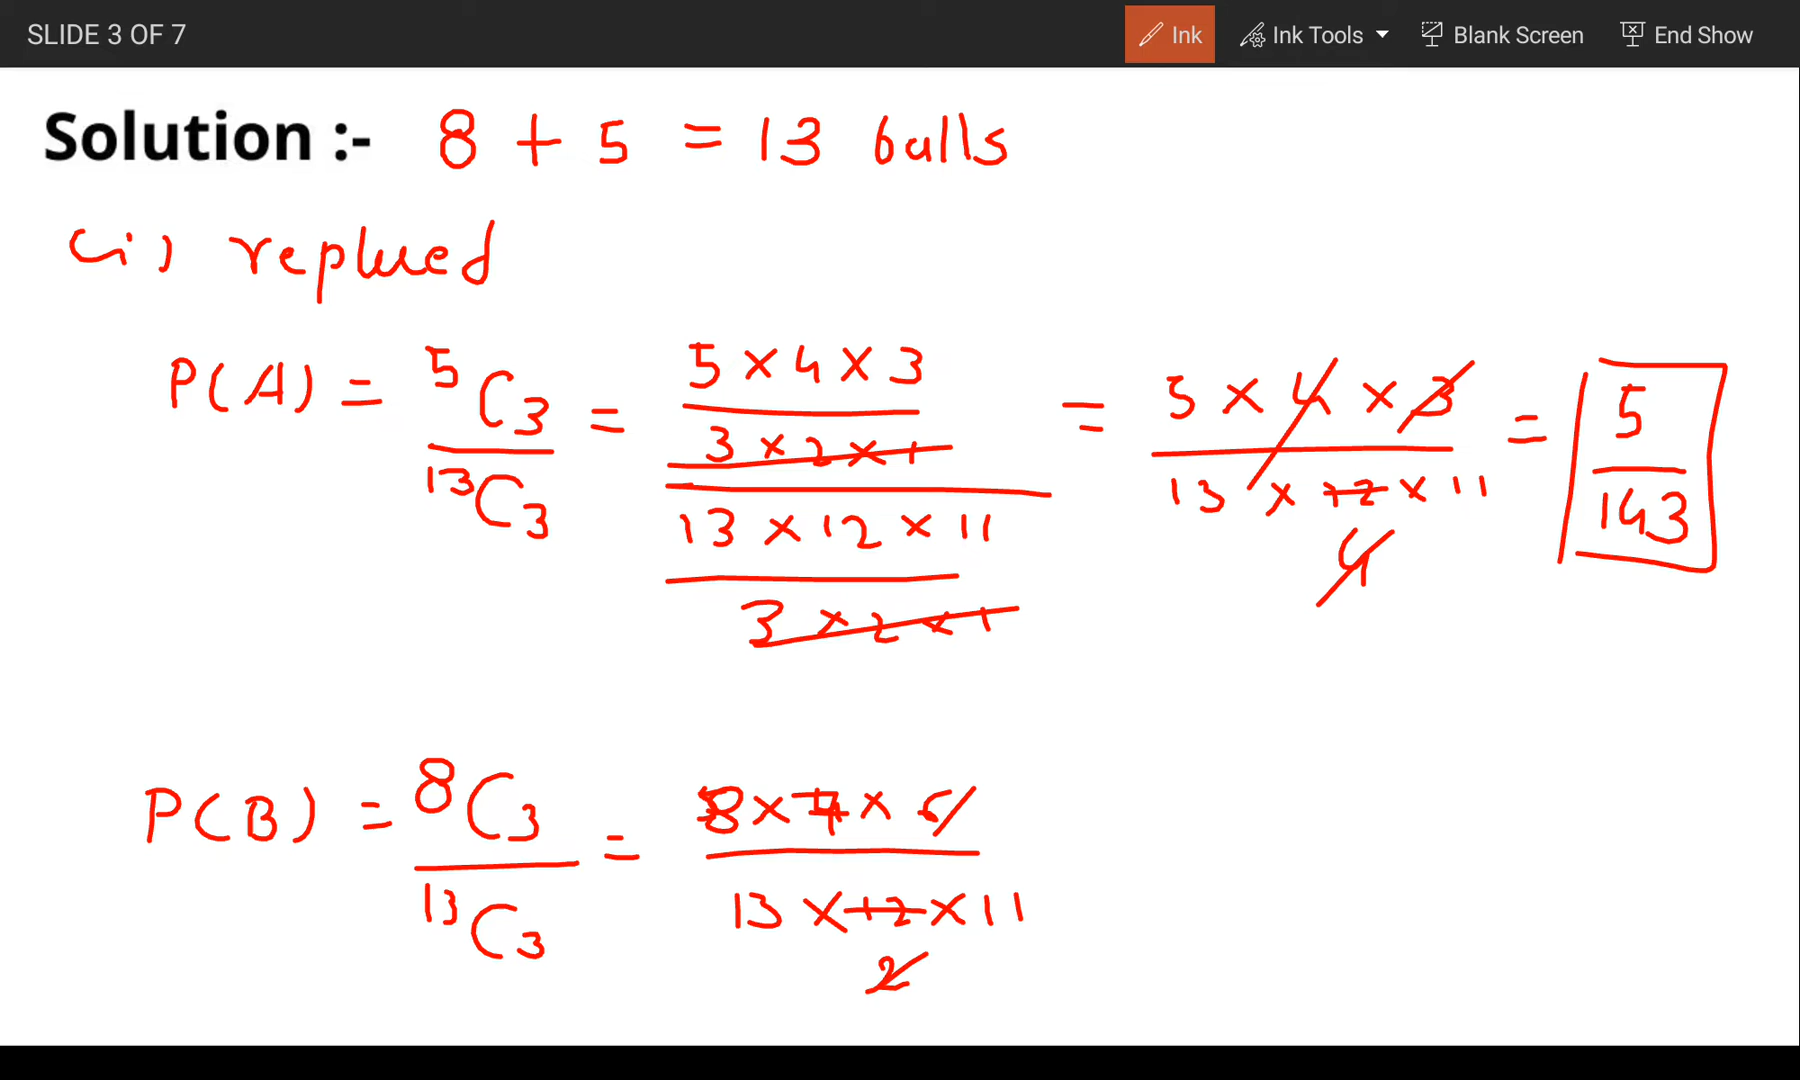 SLIDE 3 OF 7 Ink Ink Tools Blank Screen End Show
Solution :- 8 + 5 = 13 balls
(i) replaced
P(A) = ⁵C₃ / ¹³C₃ = (5 × 4 × 3 / 3 × 2 × 1) / (13 × 12 × 11 / 3 × 2 × 1) = 5 × 4 × 3 / 13 × 12 × 11 = 5 / 143
4
P(B) = ⁸C₃ / ¹³C₃ = 8 × 7 × 6 / 13 × 12 × 11
2